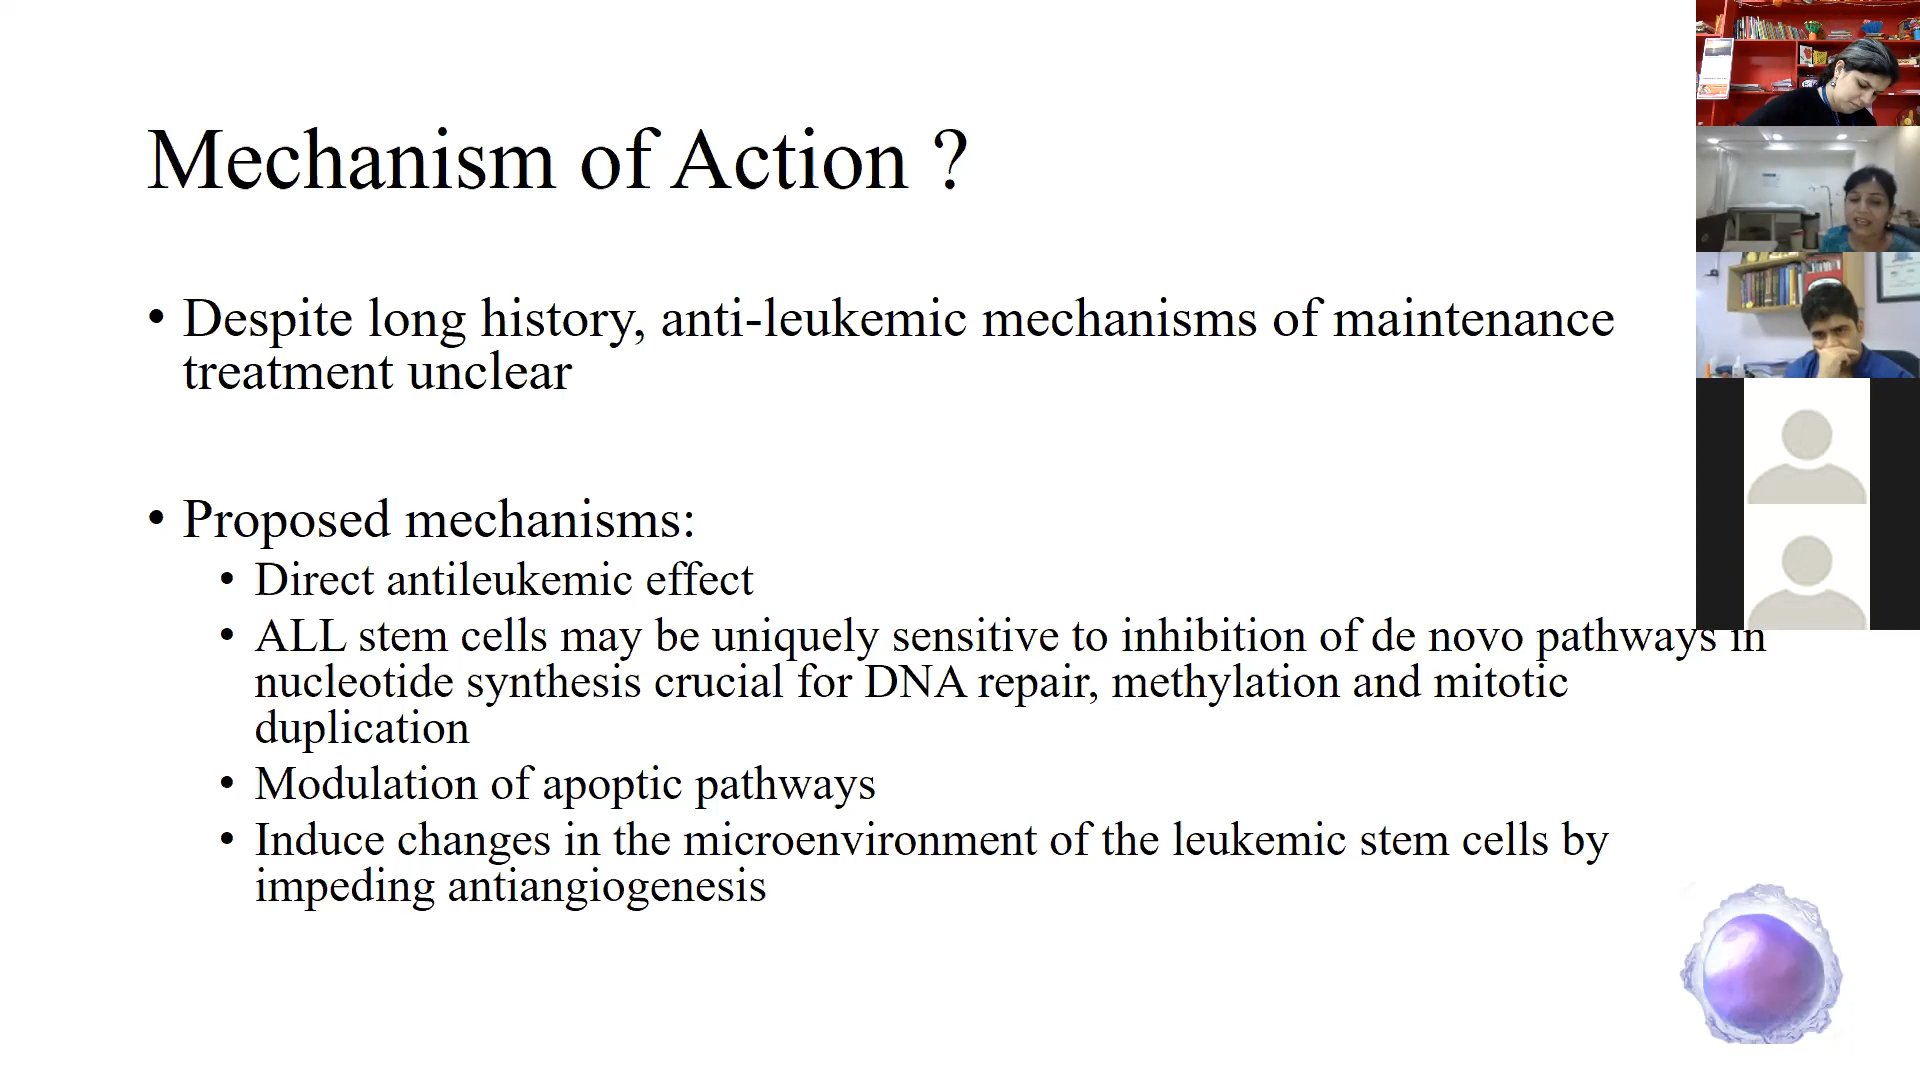 Mechanism of Action ?
• Despite long history, anti-leukemic mechanisms of maintenance
treatment unclear
• Proposed mechanisms:
• Direct antileukemic effect
• ALL stem cells may be uniquely sensitive to inhibition of de novo pathways in
nucleotide synthesis crucial for DNA repair, methylation and mitotic
duplication
• Modulation of apoptic pathways
• Induce changes in the microenvironment of the leukemic stem cells by
impeding antiangiogenesis